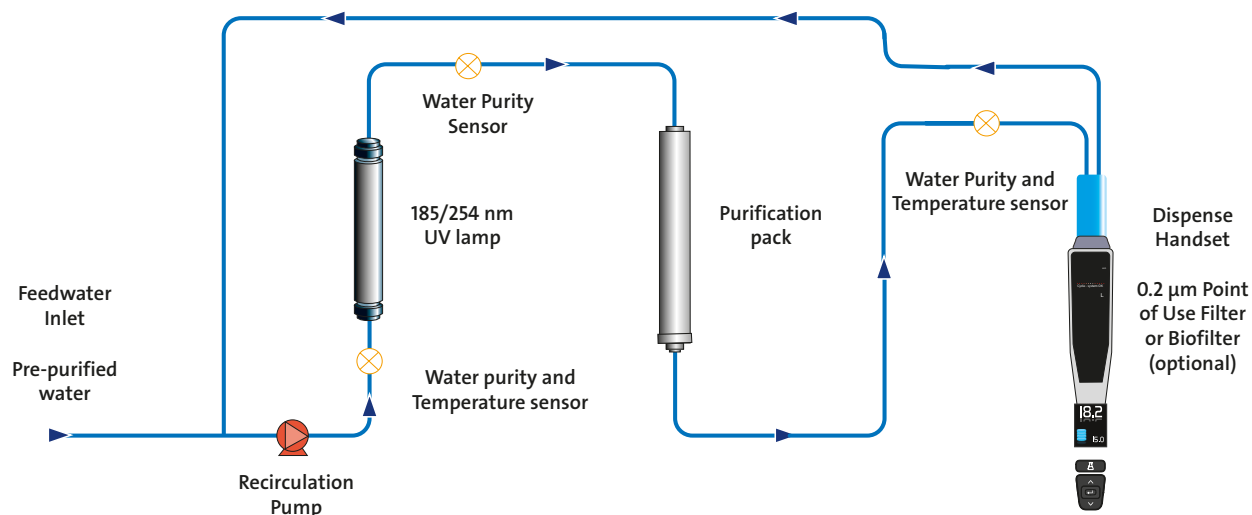 Water Purity
Sensor
185/254 nm
UV lamp
Purification
pack
Water Purity and
Temperature sensor
Dispense
Handset
0.2 µm Point
of Use Filter
or Biofilter
(optional)
Feedwater
Inlet
Pre-purified
water
Water purity and
Temperature sensor
Recirculation
Pump
L
18.2
15.0